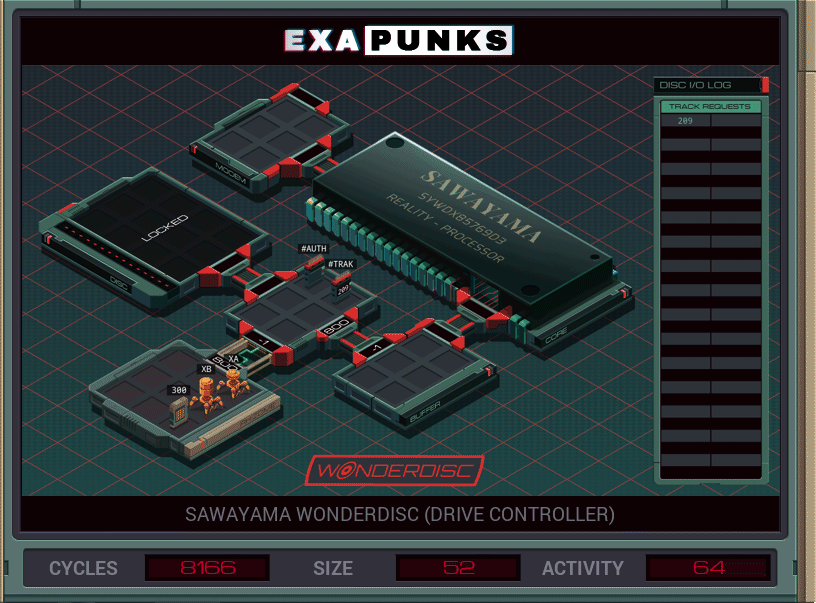 EXAPUNKS
DISC I/O LOG
TRACK REQUESTS
209
MODEM
SAWAYAMA
SYWDX85769D3
REALITY - PROCESSOR
LOCKED
DISC
#AUTH
#TRAK
209
-1
800
-1
CORE
XA
XB
300
BUFFER
WONDERDISC
SAWAYAMA WONDERDISC (DRIVE CONTROLLER)
CYCLES 8166 SIZE 52 ACTIVITY 64